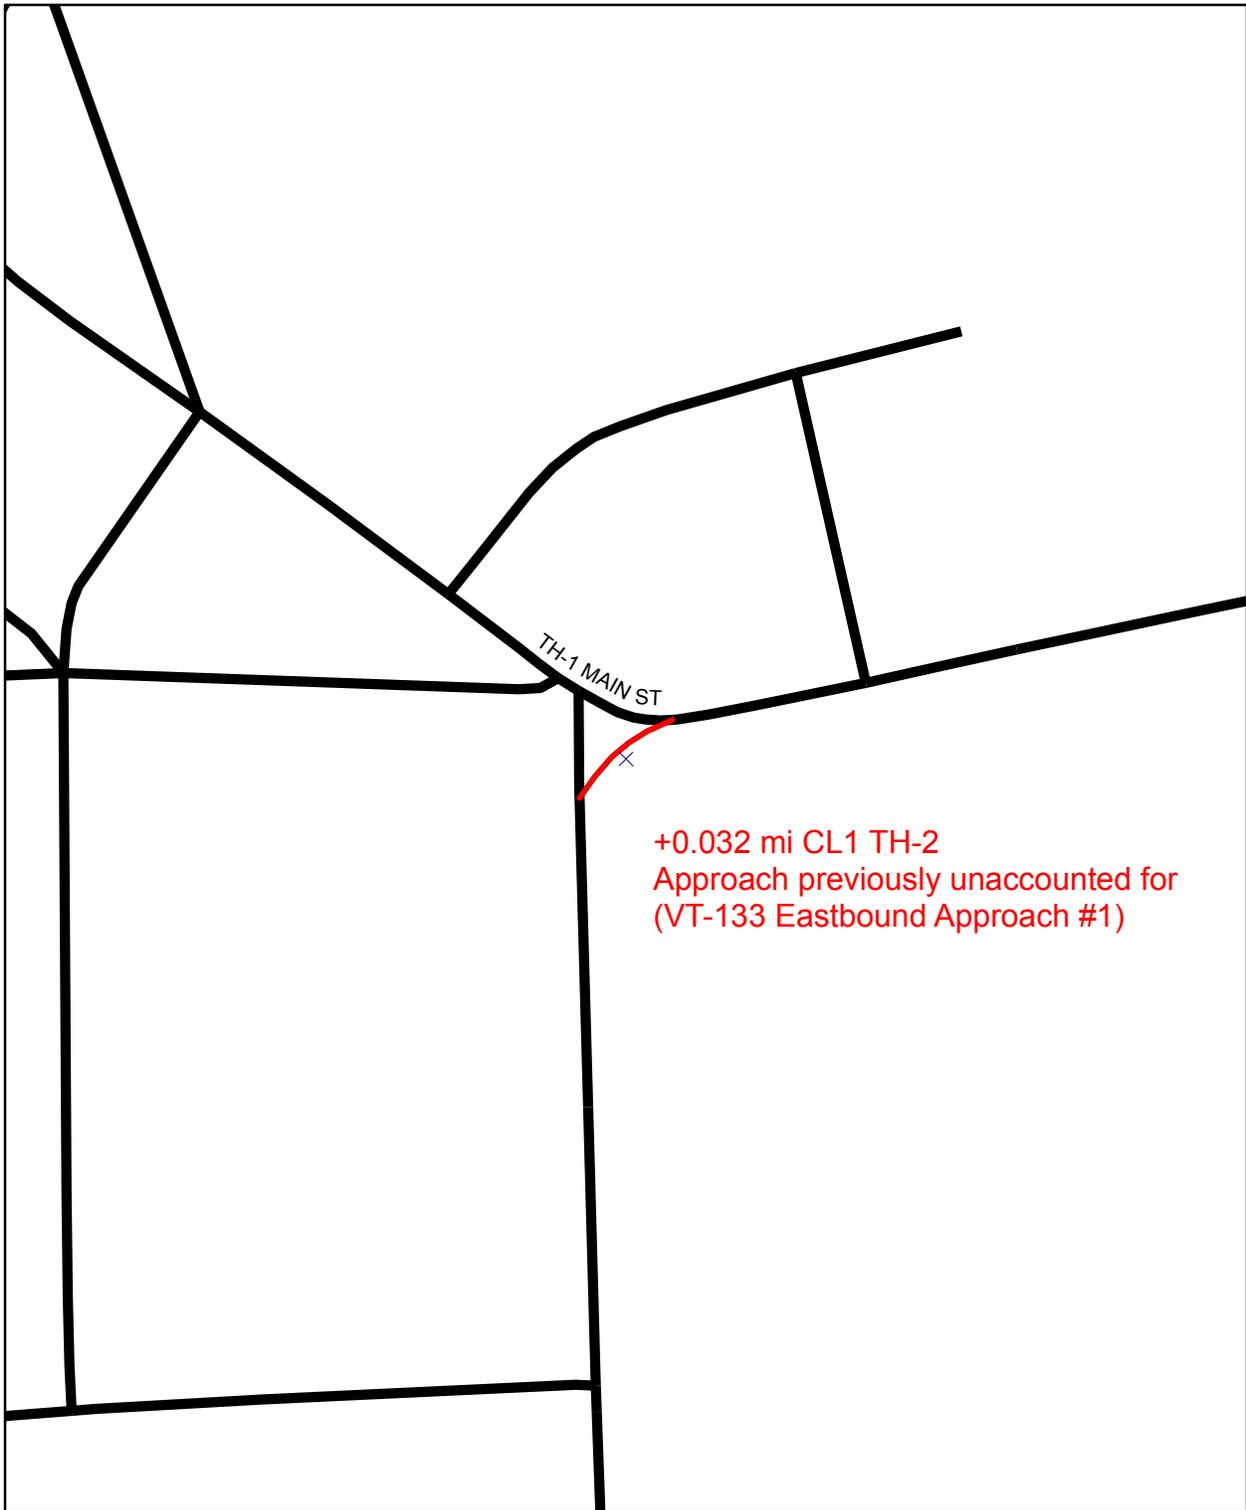 TH-1 MAIN ST
+0.032 mi CL1 TH-2
Approach previously unaccounted for
(VT-133 Eastbound Approach #1)